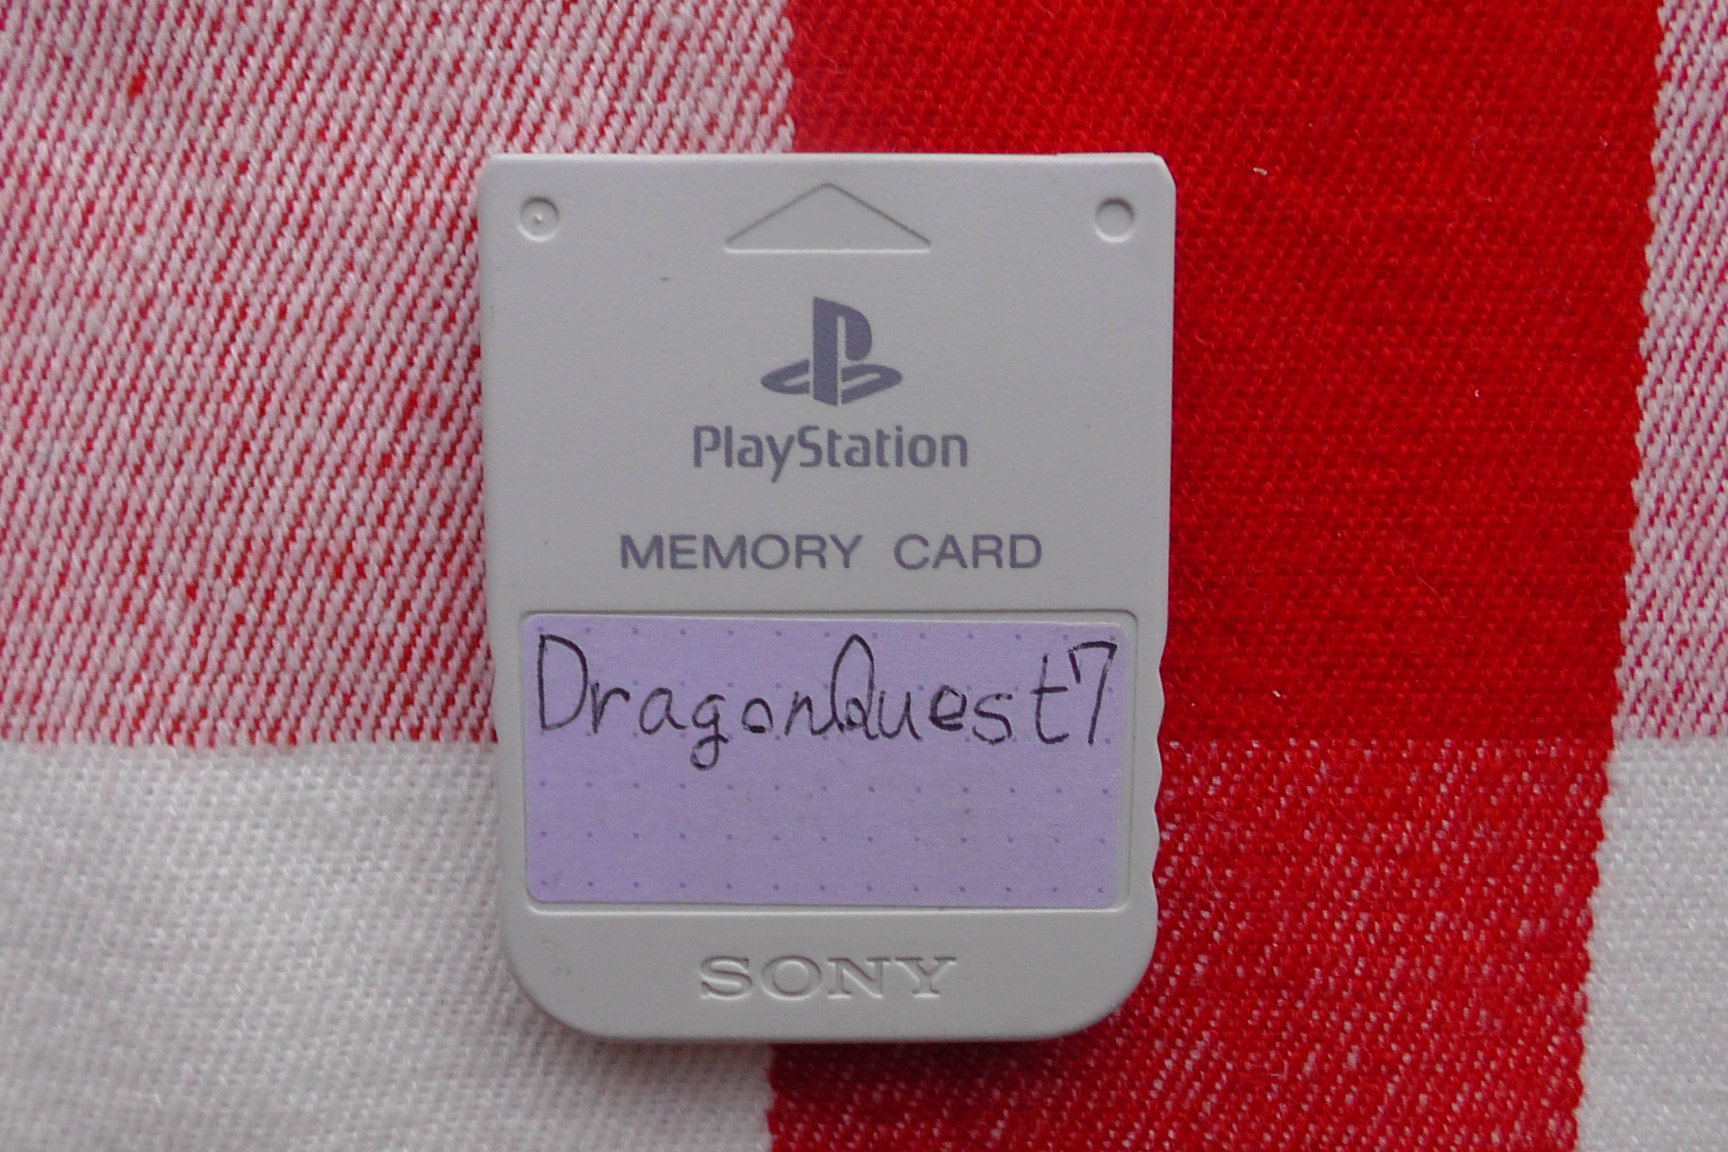 PlayStation
MEMORY CARD
DragonQuest7
SONY